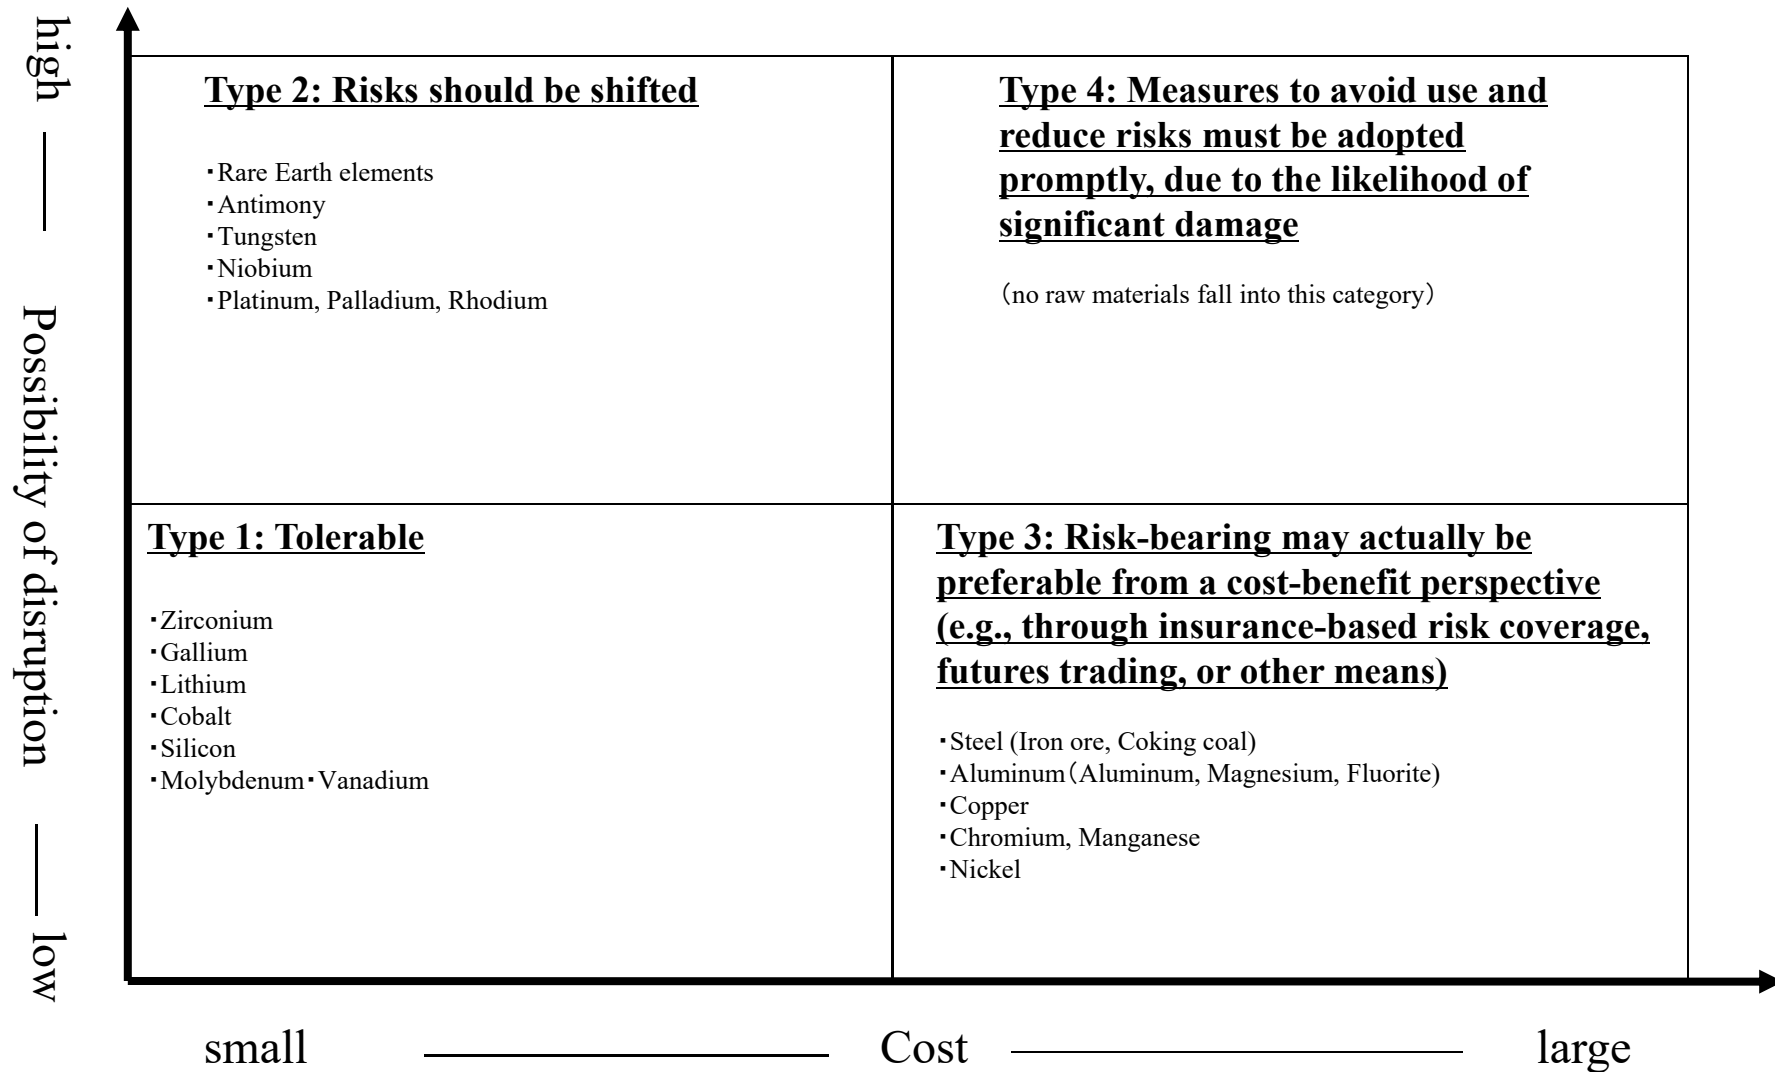 high
Possibility of disruption
low
Type 2: Risks should be shifted
・Rare Earth elements
・Antimony
・Tungsten
・Niobium
・Platinum, Palladium, Rhodium
Type 4: Measures to avoid use and
reduce risks must be adopted
promptly, due to the likelihood of
significant damage
（no raw materials fall into this category）
Type 1: Tolerable
・Zirconium
・Gallium
・Lithium
・Cobalt
・Silicon
・Molybdenum・Vanadium
Type 3: Risk-bearing may actually be
preferable from a cost-benefit perspective
(e.g., through insurance-based risk coverage,
futures trading, or other means)
・Steel (Iron ore, Coking coal)
・Aluminum（Aluminum, Magnesium, Fluorite)
・Copper
・Chromium, Manganese
・Nickel
small Cost large